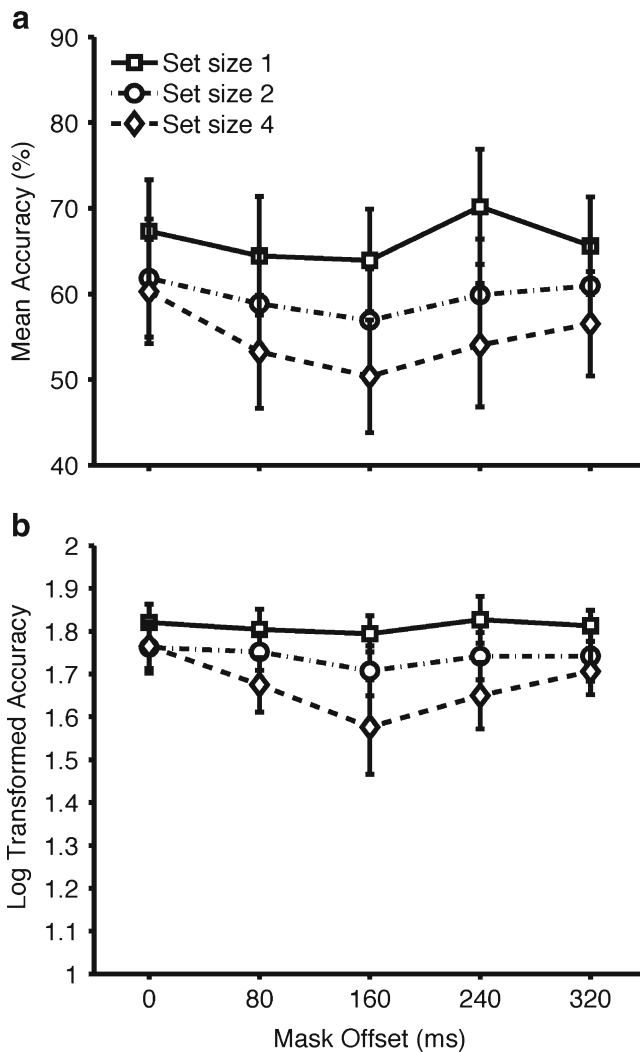 a
90
80
70
60
50
40
Mean Accuracy (%)
Set size 1
Set size 2
Set size 4
b
2
1.9
1.8
1.7
1.6
1.5
1.4
1.3
1.2
1.1
1
Log Transformed Accuracy
0 80 160 240 320
Mask Offset (ms)